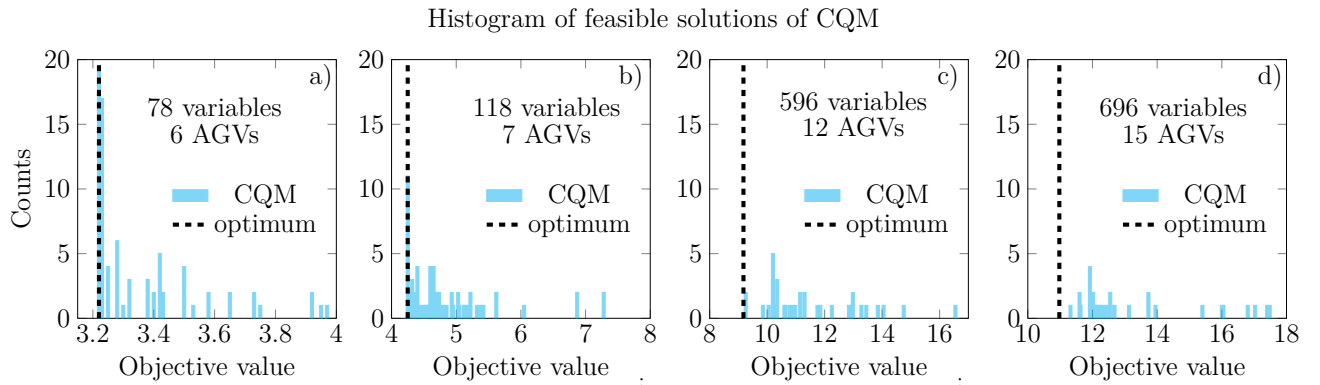 Histogram of feasible solutions of CQM
Counts
20
15
10
5
0
a)
78 variables
6 AGVs
CQM
optimum
3.2 3.4 3.6 3.8 4
Objective value
20
15
10
5
0
b)
118 variables
7 AGVs
CQM
optimum
4 5 6 7 8
Objective value
.
20
15
10
5
0
c)
596 variables
12 AGVs
CQM
optimum
8 10 12 14 16
Objective value
.
20
15
10
5
0
d)
696 variables
15 AGVs
CQM
optimum
10 12 14 16 18
Objective value